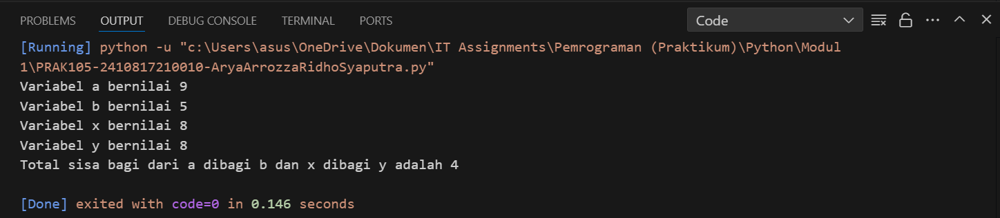 PROBLEMS OUTPUT DEBUG CONSOLE TERMINAL PORTS Code
[Running] python -u "c:\Users\asus\OneDrive\Dokumen\IT Assignments\Pemrograman (Praktikum)\Python\Modul
1\PRAK105-2410817210010-AryaArrozzaRidhoSyaputra.py"
Variabel a bernilai 9
Variabel b bernilai 5
Variabel x bernilai 8
Variabel y bernilai 8
Total sisa bagi dari a dibagi b dan x dibagi y adalah 4
[Done] exited with code=0 in 0.146 seconds